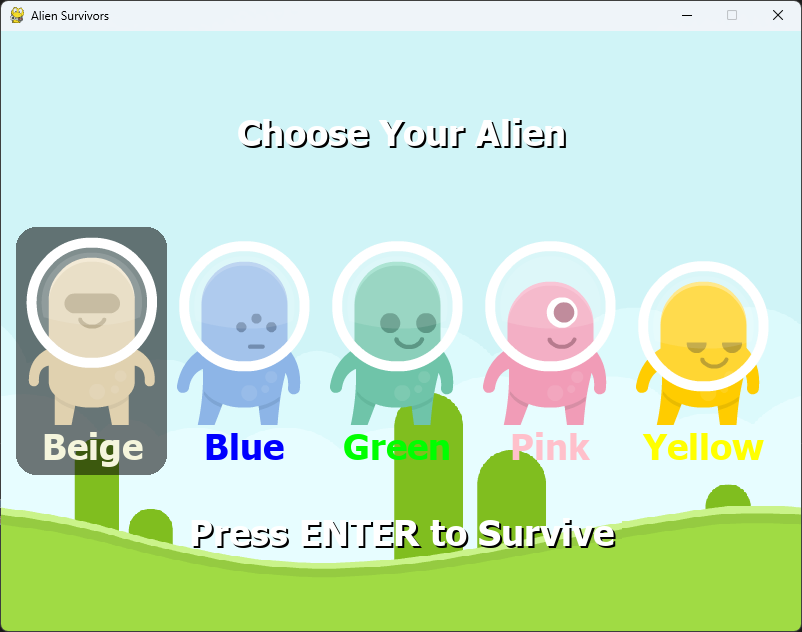 Alien Survivors
Choose Your Alien
Beige Blue Green Pink Yellow
Press ENTER to Survive